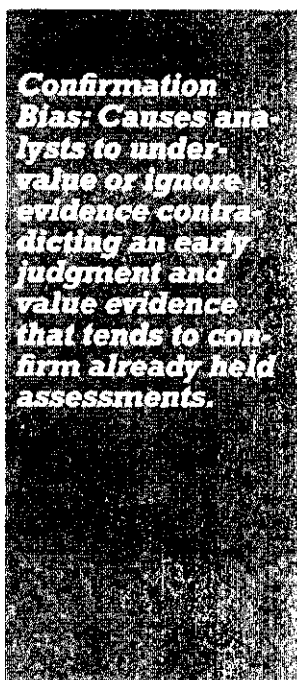 Confirmation
Bias: Causes ana-
lysts to under-
value or ignore
evidence contra-
dicting an early
judgment and
value evidence
that tends to con-
firm already held
assessments.